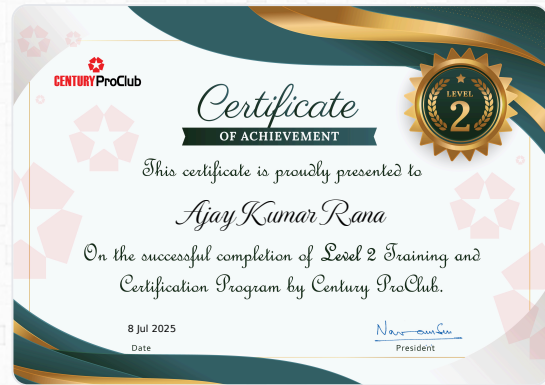 CENTURY ProClub
Certificate
LEVEL
2
OF ACHIEVEMENT
This certificate is proudly presented to
Ajay Kumar Rana
On the successful completion of Level 2 Training and
Certification Program by Century ProClub.
8 Jul 2025
Date
President